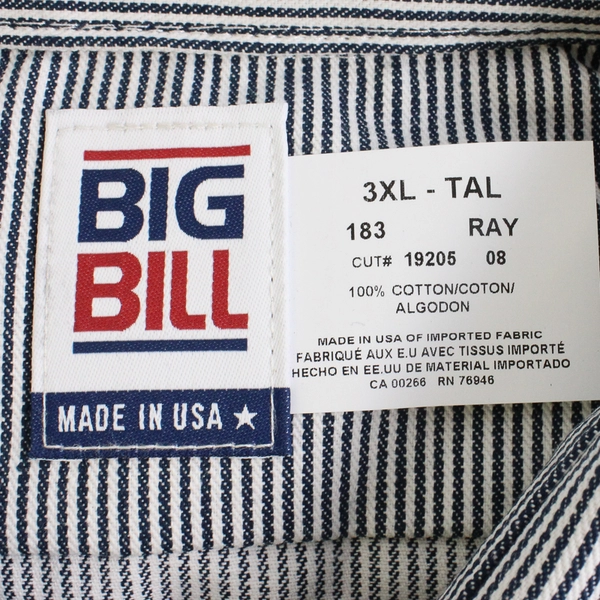 BIG
BILL
MADE IN USA ★
3XL - TAL
183 RAY
CUT# 19205 08
100% COTTON/COTON/
ALGODON
MADE IN USA OF IMPORTED FABRIC
FABRIQUÉ AUX E.U AVEC TISSUS IMPORTÉ
HECHO EN EE.UU DE MATERIAL IMPORTADO
CA 00266 RN 76946